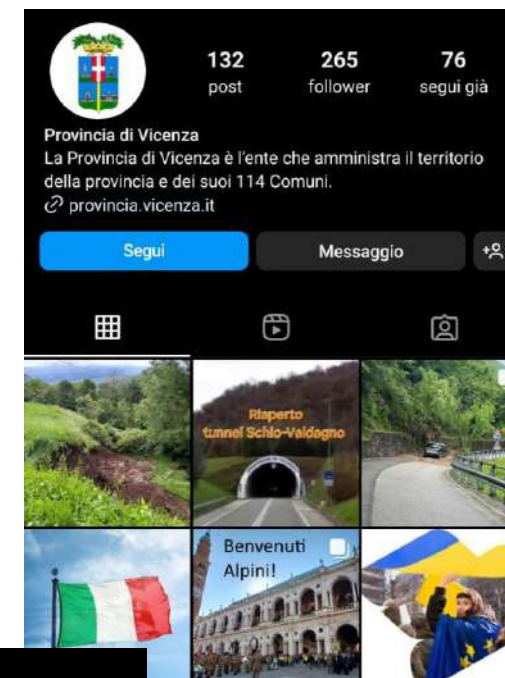 132 265 76
post follower segui già
Provincia di Vicenza
La Provincia di Vicenza è l'ente che amministra il territorio
della provincia e dei suoi 114 Comuni.
provincia.vicenza.it
Segui Messaggio
Riaperto
tunnel Schio-Valdagno
Benvenuti
Alpini!